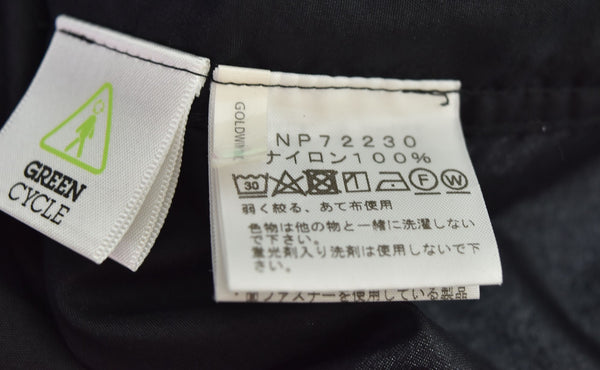 GREEN
CYCLE
GOLDWIN
NP72230
ナイロン100%
30 F W
弱く絞る、あて布使用
色物は他の物と一緒に洗濯しない
で下さい。
蛍光剤入り洗剤は使用しないで下
さい。
ファスナーを使用している製品